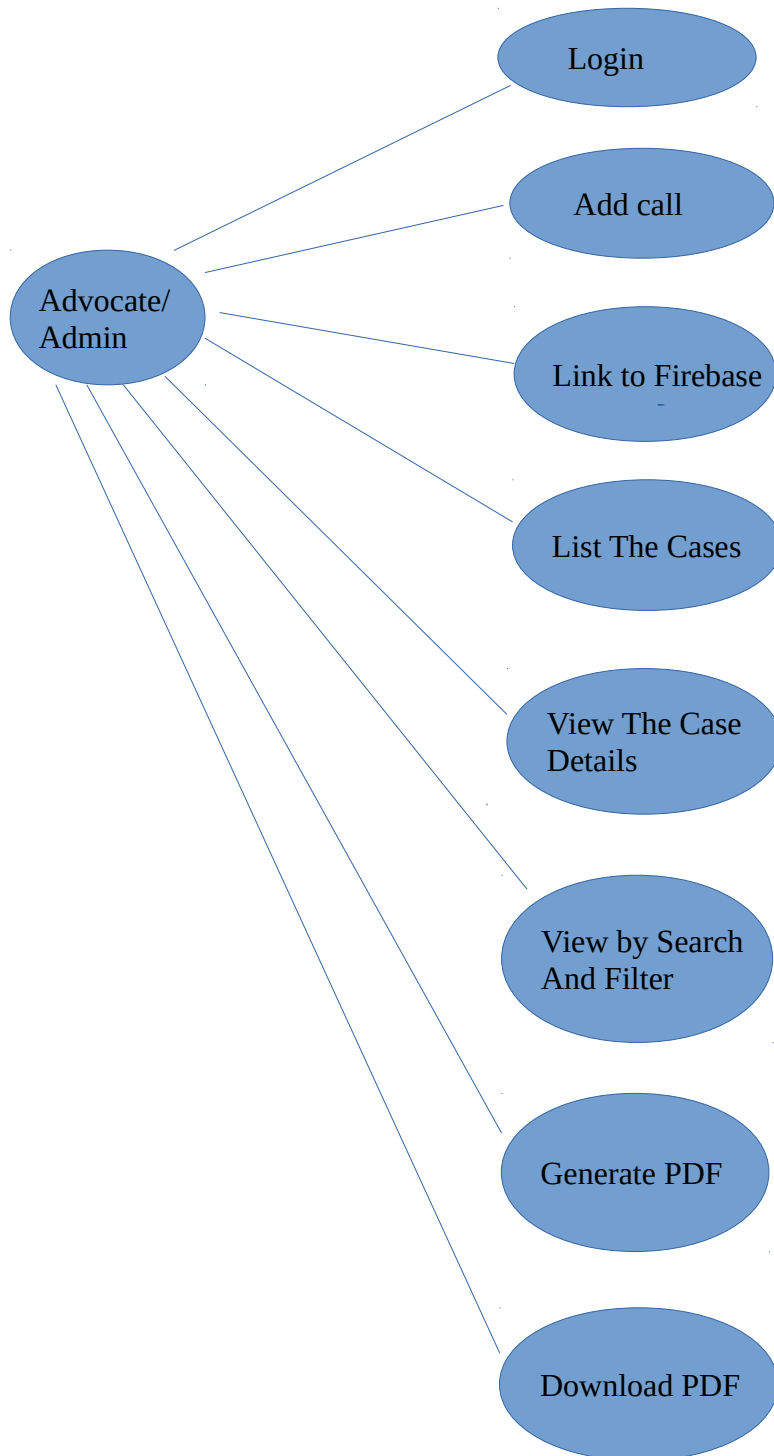 Login
Add call
Advocate/
Admin
Link to Firebase
List The Cases
View The Case
Details
View by Search
And Filter
Generate PDF
Download PDF